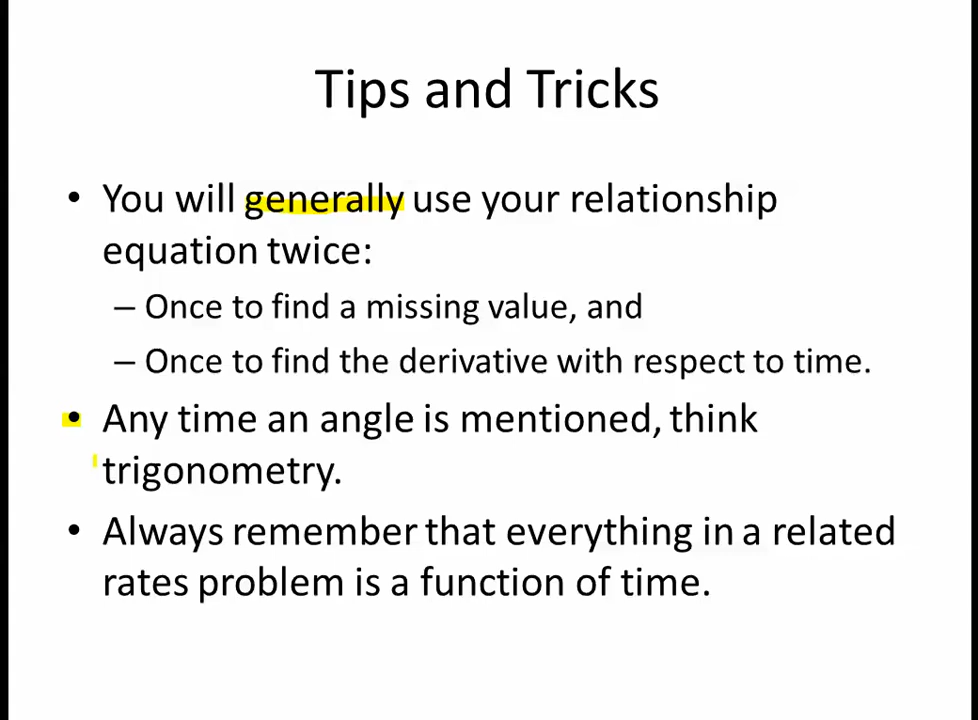 Tips and Tricks
• You will generally use your relationship
equation twice:
– Once to find a missing value, and
– Once to find the derivative with respect to time.
• Any time an angle is mentioned, think
trigonometry.
• Always remember that everything in a related
rates problem is a function of time.